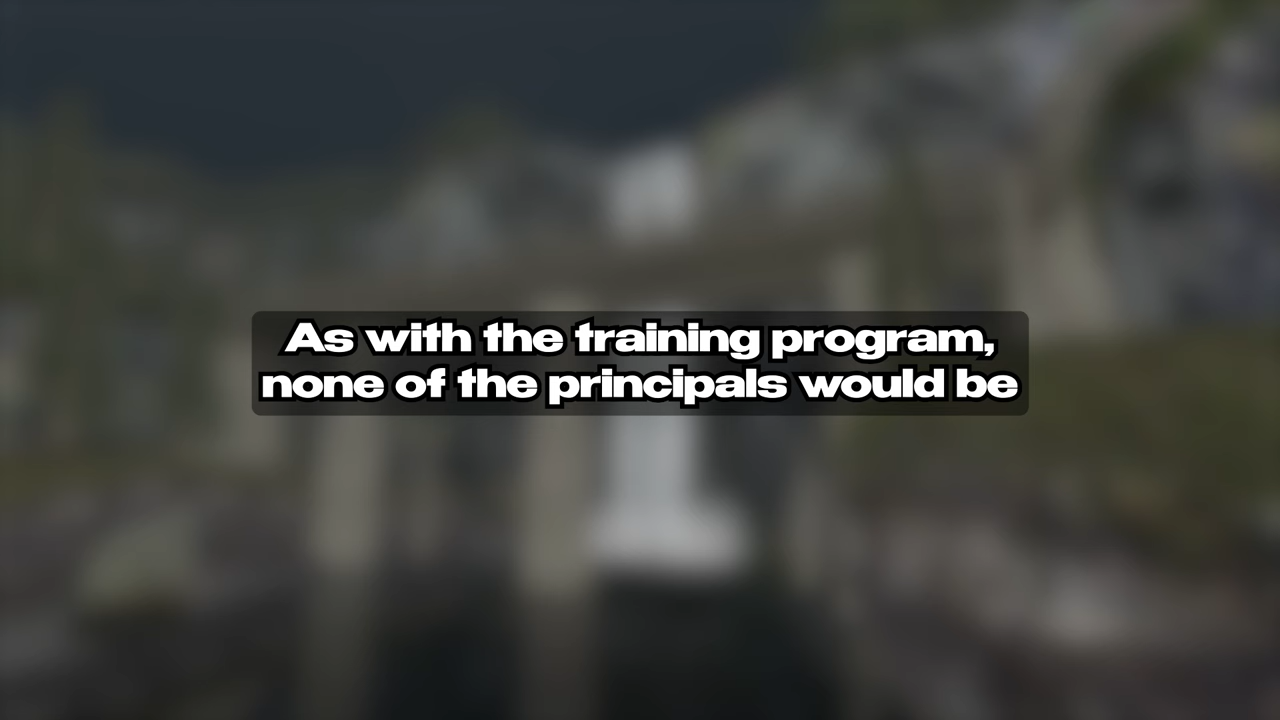 As with the training program,
none of the principals would be